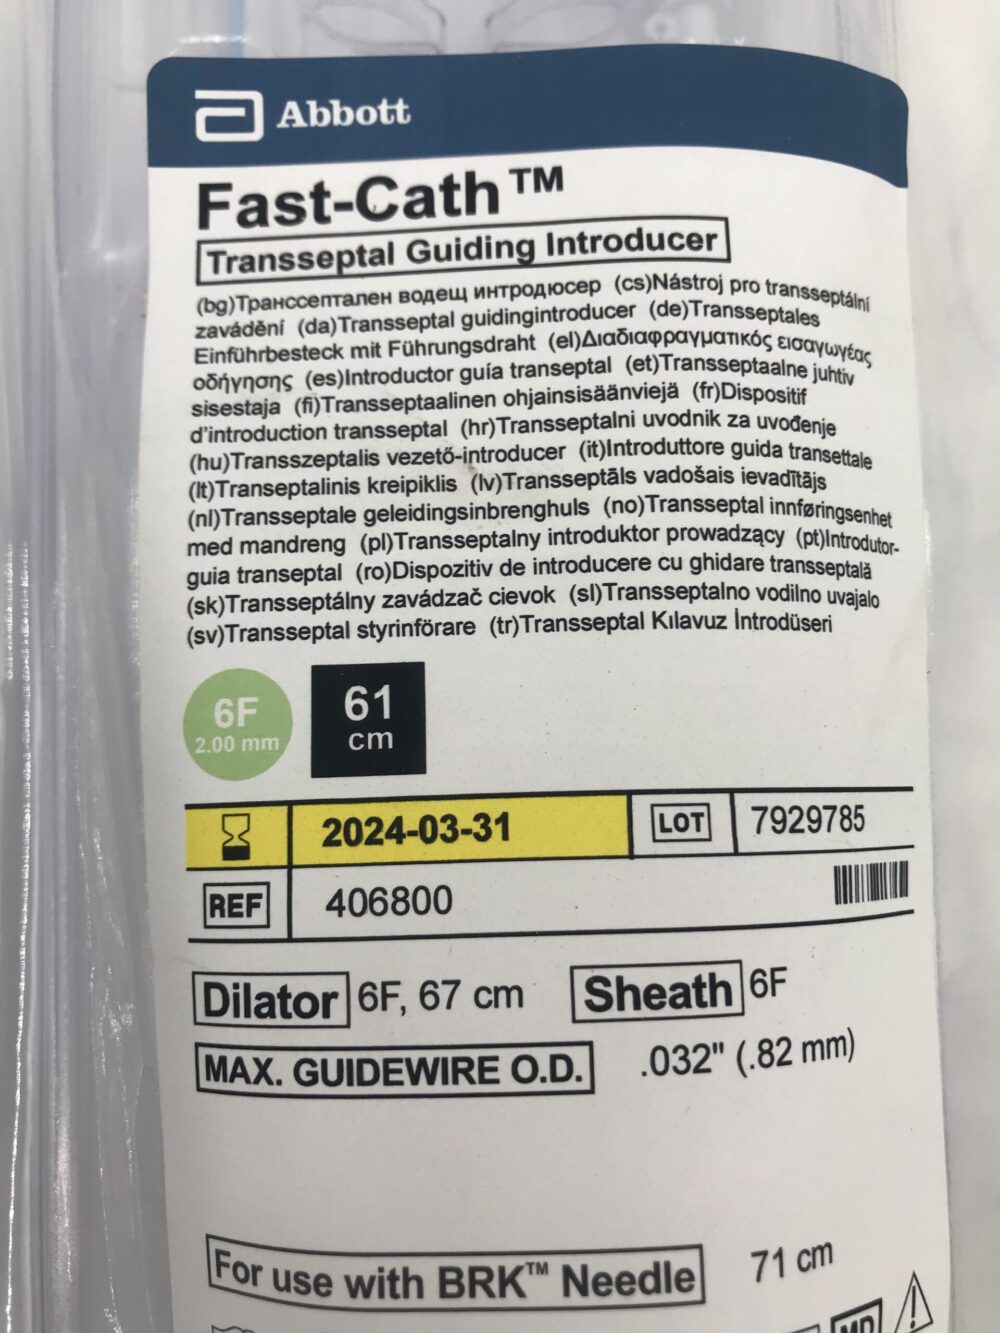 Abbott
Fast-Cath™
Transseptal Guiding Introducer
(bg)Транссептален водещ интродюсер (cs)Nástroj pro transseptální
zavádění (da)Transseptal guidingintroducer (de)Transseptales
Einführbesteck mit Führungsdraht (el)Διαδιαφραγματικός εισαγωγέας
οδήγησης (es)Introductor guía transeptal (et)Transseptaalne juhtiv
sisestaja (fi)Transseptaalinen ohjainsisäänviejä (fr)Dispositif
d'introduction transseptal (hr)Transseptalni uvodnik za uvođenje
(hu)Transszeptalis vezető-introducer (it)Introduttore guida transettale
(lt)Transeptalinis kreipiklis (lv)Transseptāls vadošais ievadītājs
(nl)Transseptale geleidingsinbrenghuls (no)Transseptal innføringsenhet
med mandreng (pl)Transseptalny introduktor prowadzący (pt)Introdutor-
guia transeptal (ro)Dispozitiv de introducere cu ghidare transseptală
(sk)Transseptálny zavádzač cievok (sl)Transseptalno vodilno uvajalo
(sv)Transseptal styrinförare (tr)Transseptal Kılavuz İntrodüseri
6F
2.00 mm
61
cm
2024-03-31 LOT 7929785
REF 406800
Dilator 6F, 67 cm Sheath 6F
MAX. GUIDEWIRE O.D. .032" (.82 mm)
For use with BRK™ Needle 71 cm
MD